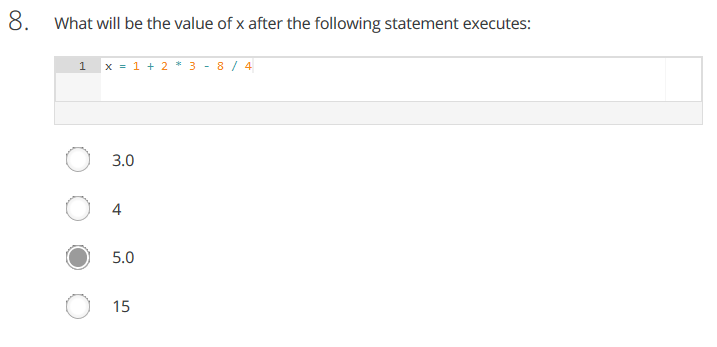 8. What will be the value of x after the following statement executes:
1 x = 1 + 2 * 3 - 8 / 4
3.0
4
5.0
15